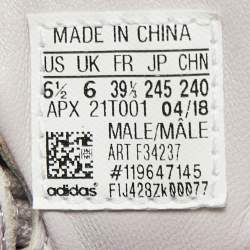 MADE IN CHINA
US UK FR JP CHN
6½ 6 39⅓ 245 240
APX 21T001 04/18
MALE/MÂLE
ART F34237
#119647145
adidas F1J428Zk00077